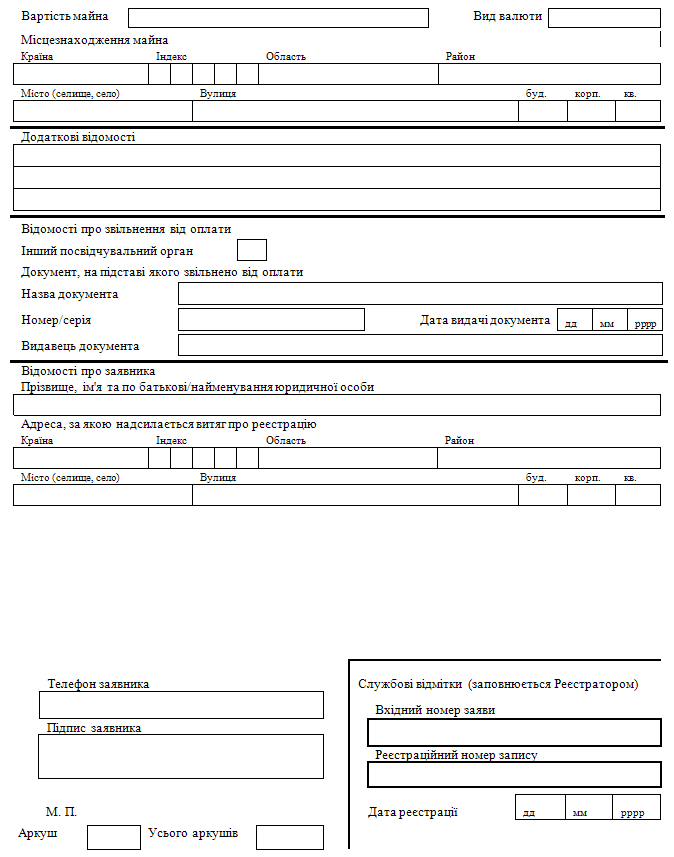 Вартість майна Вид валюти
Місцезнаходження майна
Країна Індекс Область Район
Місто (селище, село) Вулиця буд. корп. кв.
Додаткові відомості
Відомості про звільнення від оплати
Інший посвідчувальний орган
Документ, на підставі якого звільнено від оплати
Назва документа
Номер/серія Дата видачі документа дд мм рррр
Видавець документа
Відомості про заявника
Прізвище, ім'я та по батькові/найменування юридичної особи
Адреса, за якою надсилається витяг про реєстрацію
Країна Індекс Область Район
Місто (селище, село) Вулиця буд. корп. кв.
Телефон заявника
Підпис заявника
М. П.
Аркуш Усього аркушів
Службові відмітки (заповнюється Реєстратором)
Вхідний номер заяви
Реєстраційний номер запису
Дата реєстрації дд мм рррр